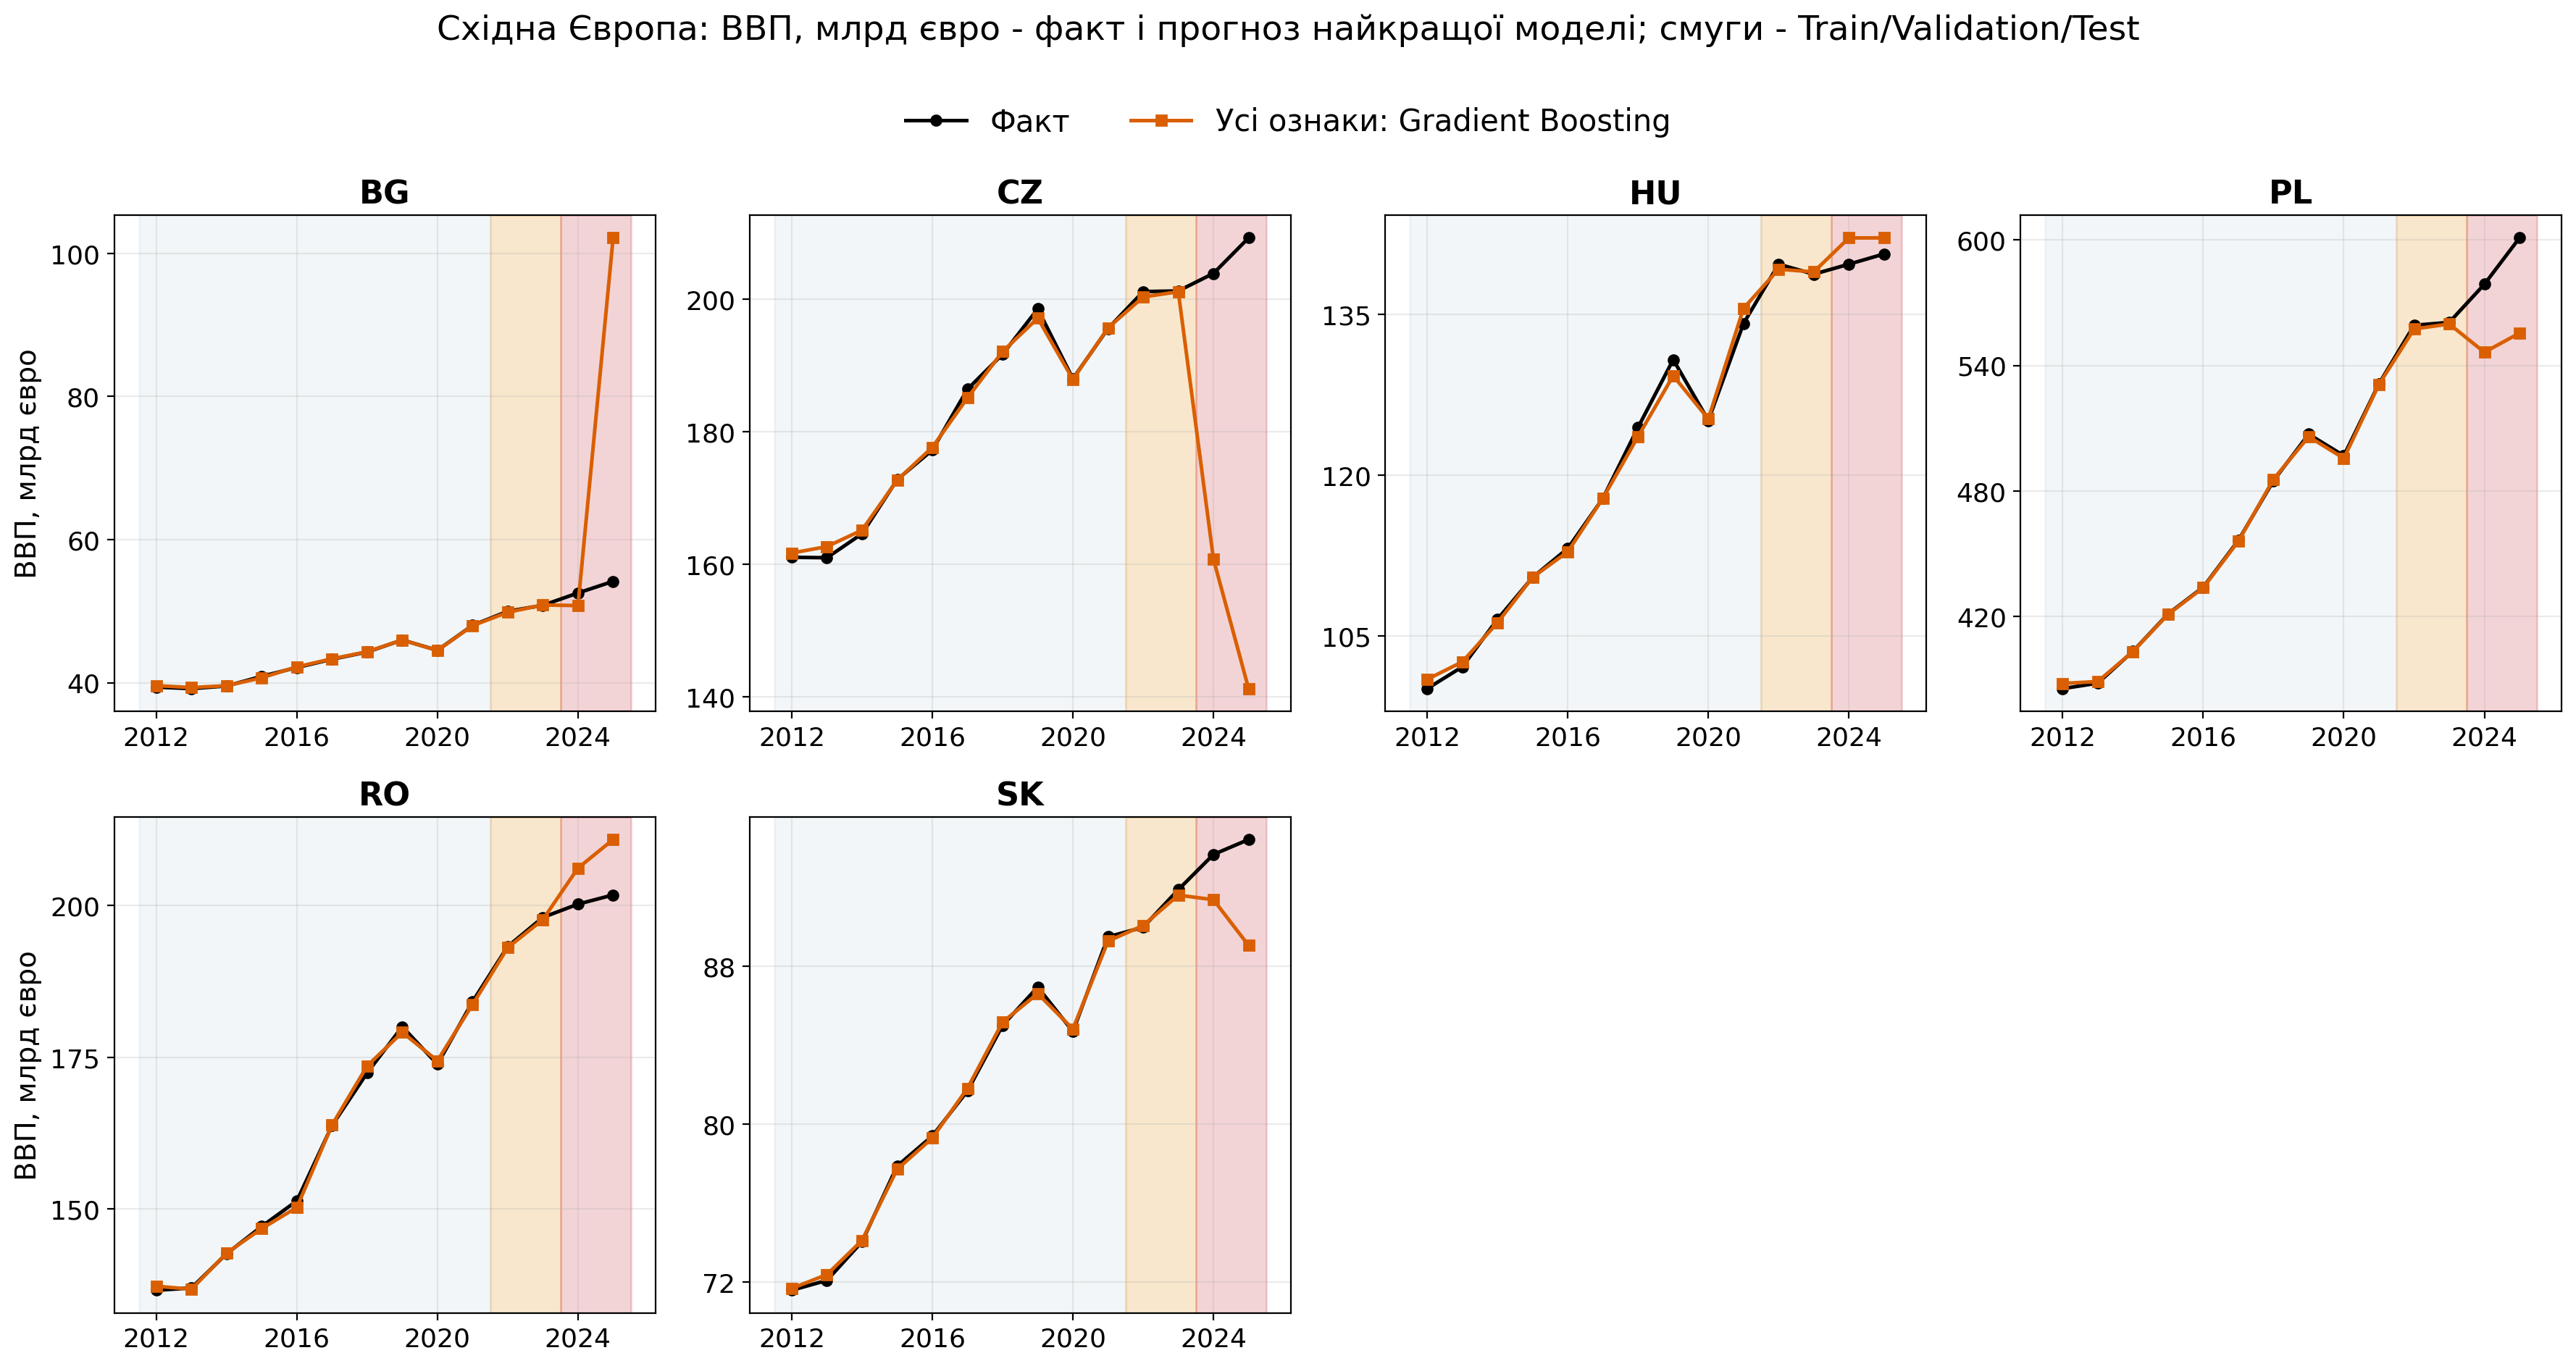 Східна Європа: ВВП, млрд євро - факт і прогноз найкращої моделі; смуги - Train/Validation/Test
Факт
Усі ознаки: Gradient Boosting
BG
CZ
HU
PL
ВВП, млрд євро
100
80
60
40
2012 2016 2020 2024
200
180
160
140
2012 2016 2020 2024
135
120
105
2012 2016 2020 2024
600
540
480
420
2012 2016 2020 2024
RO
SK
ВВП, млрд євро
200
175
150
2012 2016 2020 2024
88
80
72
2012 2016 2020 2024